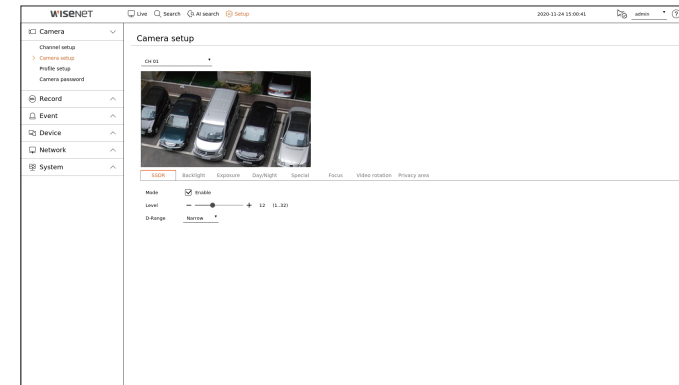 WISENET
Live Search AI search Setup 2020-11-24 15:00:41 admin ?
Camera
Channel setup
Camera setup
Profile setup
Camera password
Record
Event
Device
Network
System
Camera setup
CH 01
SSDR Backlight Exposure Day/Night Special Focus Video rotation Privacy area
Mode Enable
Level 12 (1..32)
D-Range Narrow